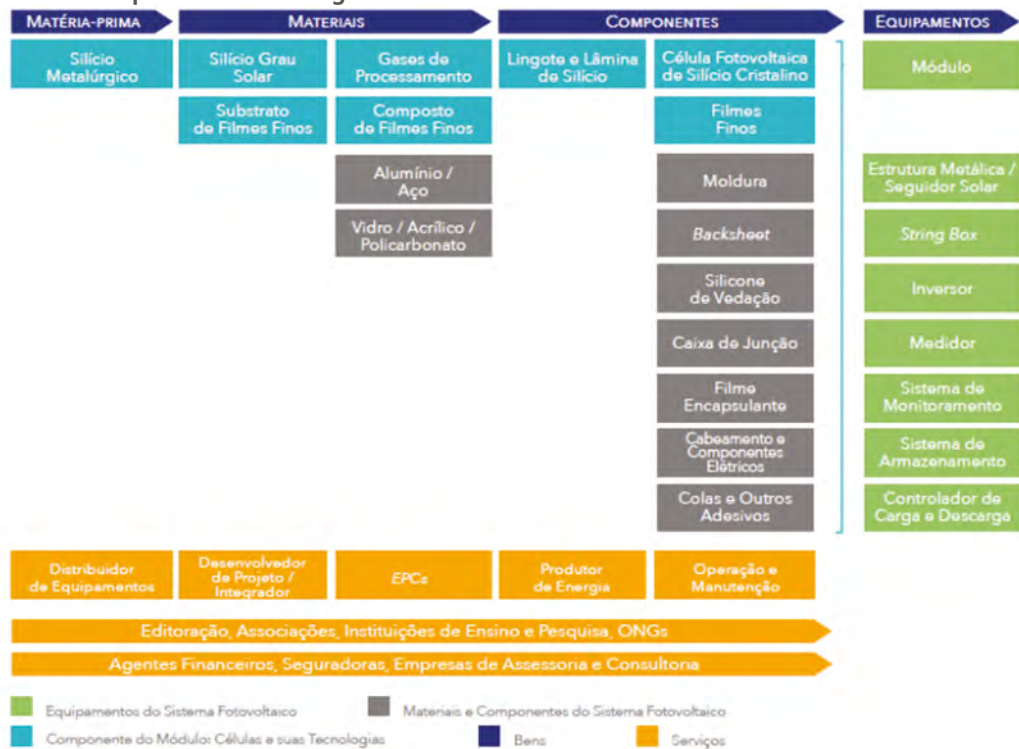 MATÉRIA-PRIMA
MATERIAIS
COMPONENTES
EQUIPAMENTOS
Silício
Metalúrgico
Silício Grau
Solar
Gases de
Processamento
Lingote e Lâmina
de Silício
Célula Fotovoltaica
de Silício Cristalino
Módulo
Substrato
de Filmes Finos
Composto
de Filmes Finos
Filmes
Finos
Alumínio /
Aço
Moldura
Estrutura Metálica /
Seguidor Solar
Vidro / Acrílico /
Policarbonato
Backsheet
String Box
Silicone
de Vedação
Inversor
Caixa de Junção
Medidor
Filme
Encapsulante
Sistema de
Monitoramento
Cabeamento e
Componentes
Elétricos
Sistema de
Armazenamento
Colas e Outros
Adesivos
Controlador de
Carga e Descarga
Distribuidor
de Equipamentos
Desenvolvedor
de Projeto /
Integrador
EPCs
Produtor
de Energia
Operação e
Manutenção
Editoração, Associações, Instituições de Ensino e Pesquisa, ONGs
Agentes Financeiros, Seguradoras, Empresas de Assessoria e Consultoria
Equipamentos do Sistema Fotovoltaico
Materiais e Componentes do Sistema Fotovoltaico
Componente do Módulo: Células e suas Tecnologias
Bens
Serviços